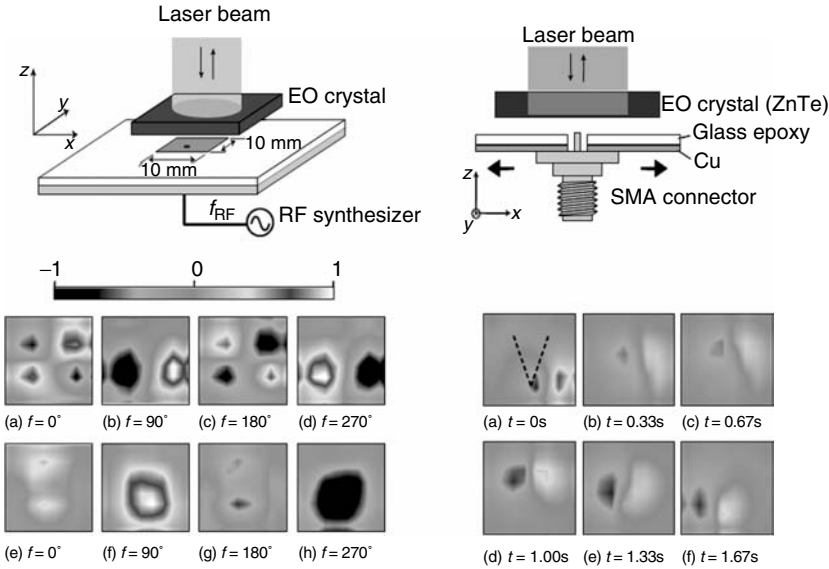 Laser beam
z
y
x
EO crystal
10 mm
10 mm
fRF
RF synthesizer
−1 0 1
(a) f = 0° (b) f = 90° (c) f = 180° (d) f = 270°
(e) f = 0° (f) f = 90° (g) f = 180° (h) f = 270°
Laser beam
EO crystal (ZnTe)
Glass epoxy
Cu
z
y
x
SMA connector
(a) t = 0s (b) t = 0.33s (c) t = 0.67s
(d) t = 1.00s (e) t = 1.33s (f) t = 1.67s